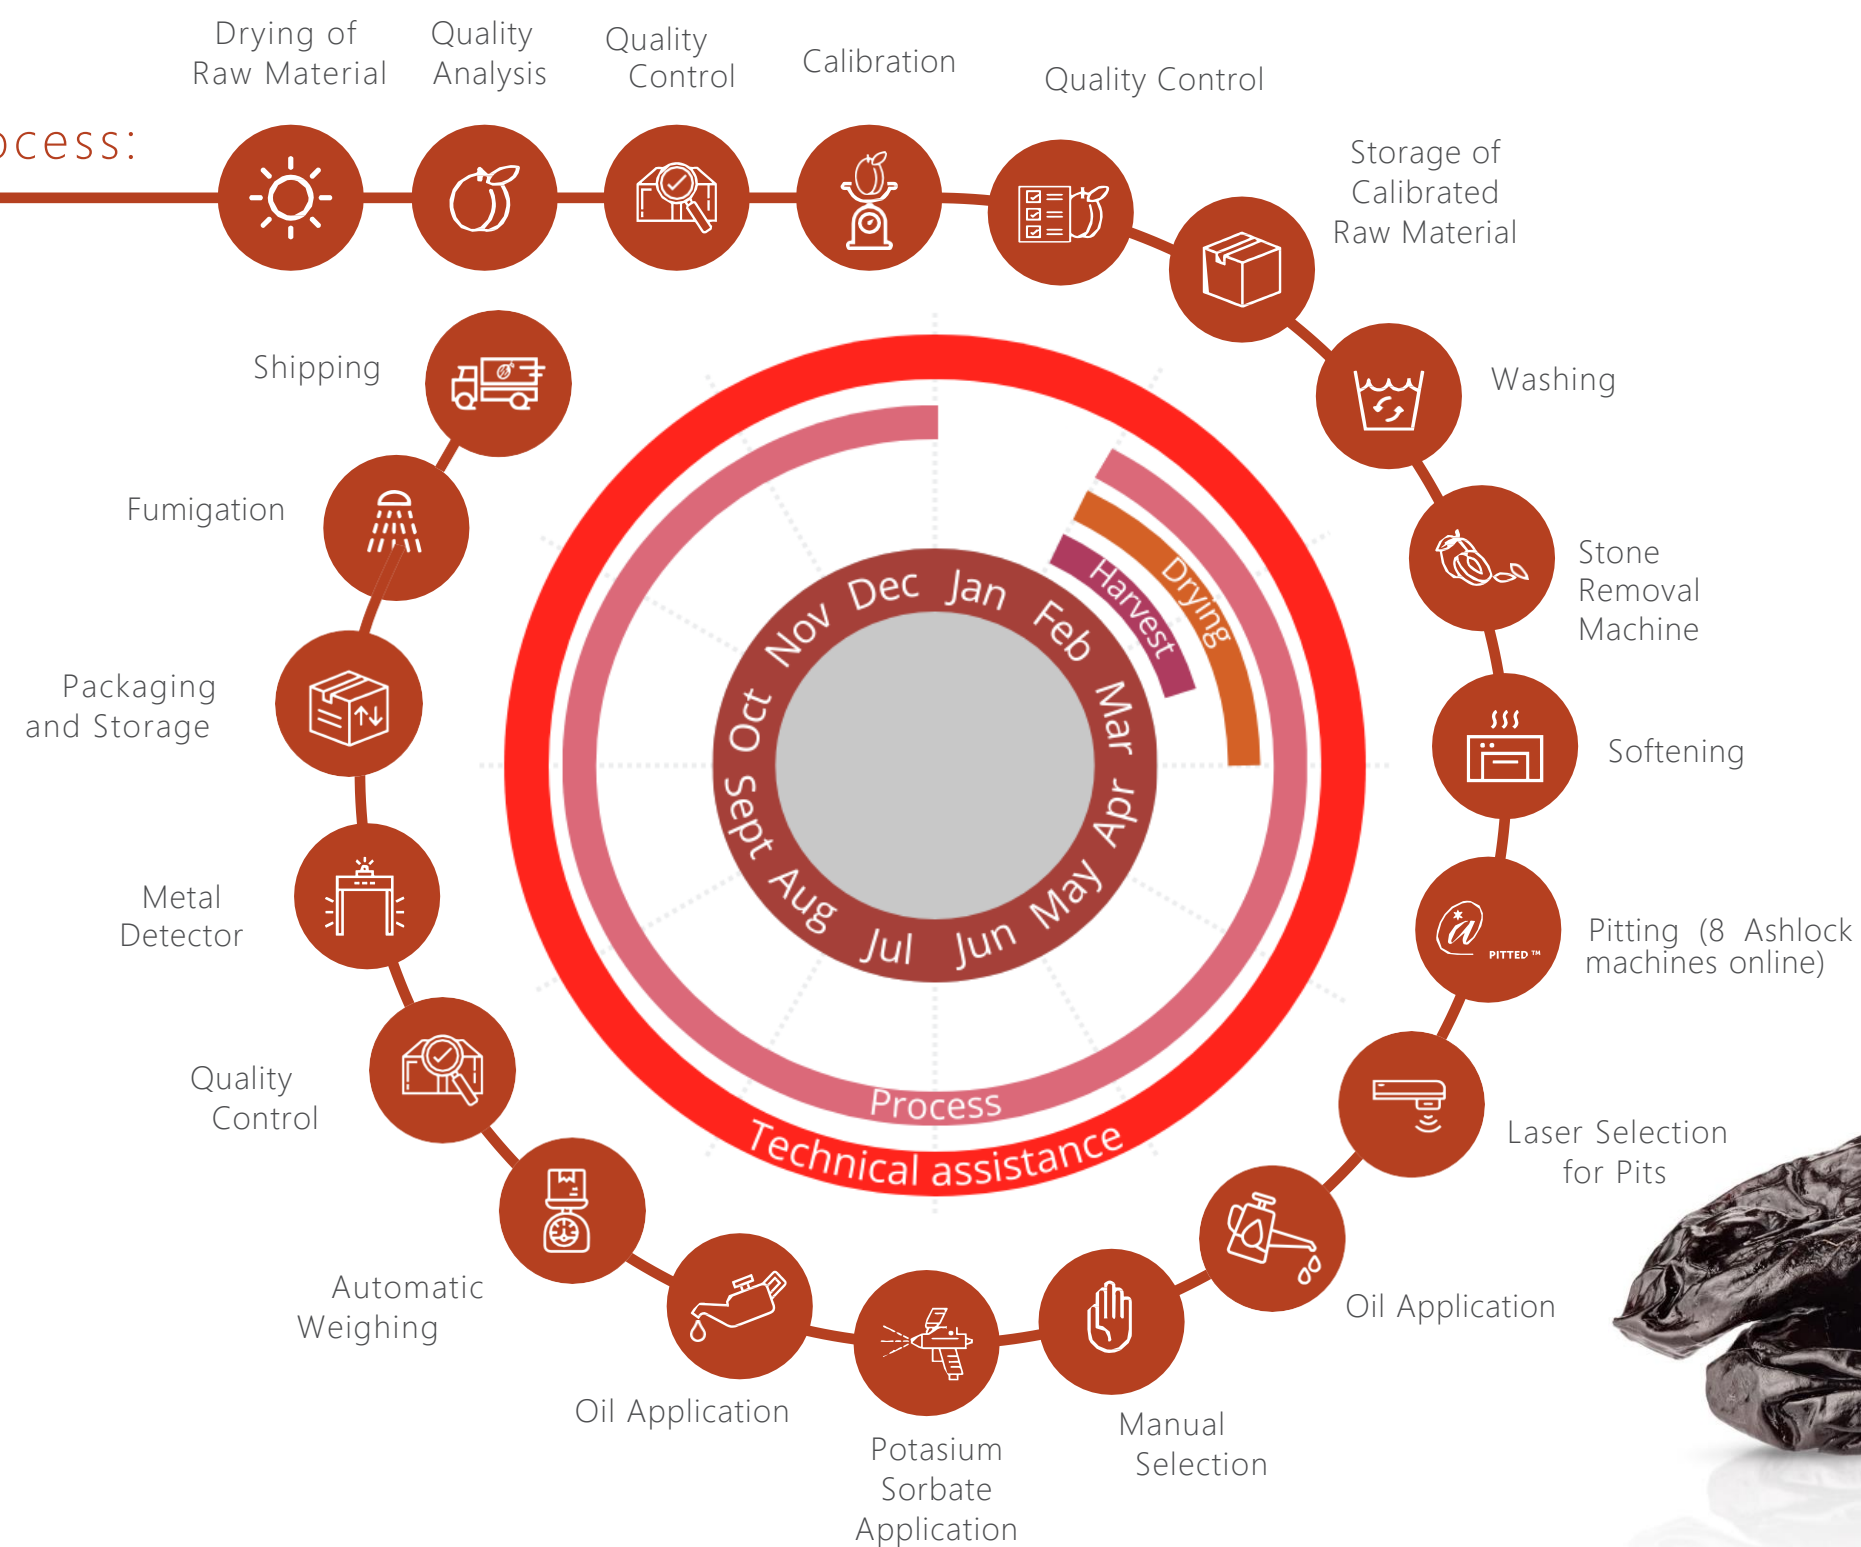 ocess:
Drying of
Raw Material
Quality
Analysis
Quality
Control
Calibration
Quality Control
Storage of
Calibrated
Raw Material
Washing
Stone
Removal
Machine
Softening
PITTED™
Pitting (8 Ashlock
machines online)
Laser Selection
for Pits
Oil Application
Manual
Selection
Potasium
Sorbate
Application
Oil Application
Automatic
Weighing
Quality
Control
Metal
Detector
Packaging
and Storage
Fumigation
Shipping
Jan
Feb
Mar
Apr
May
Jun
Jul
Aug
Sept
Oct
Nov
Dec
Harvest
Drying
Process
Technical assistance